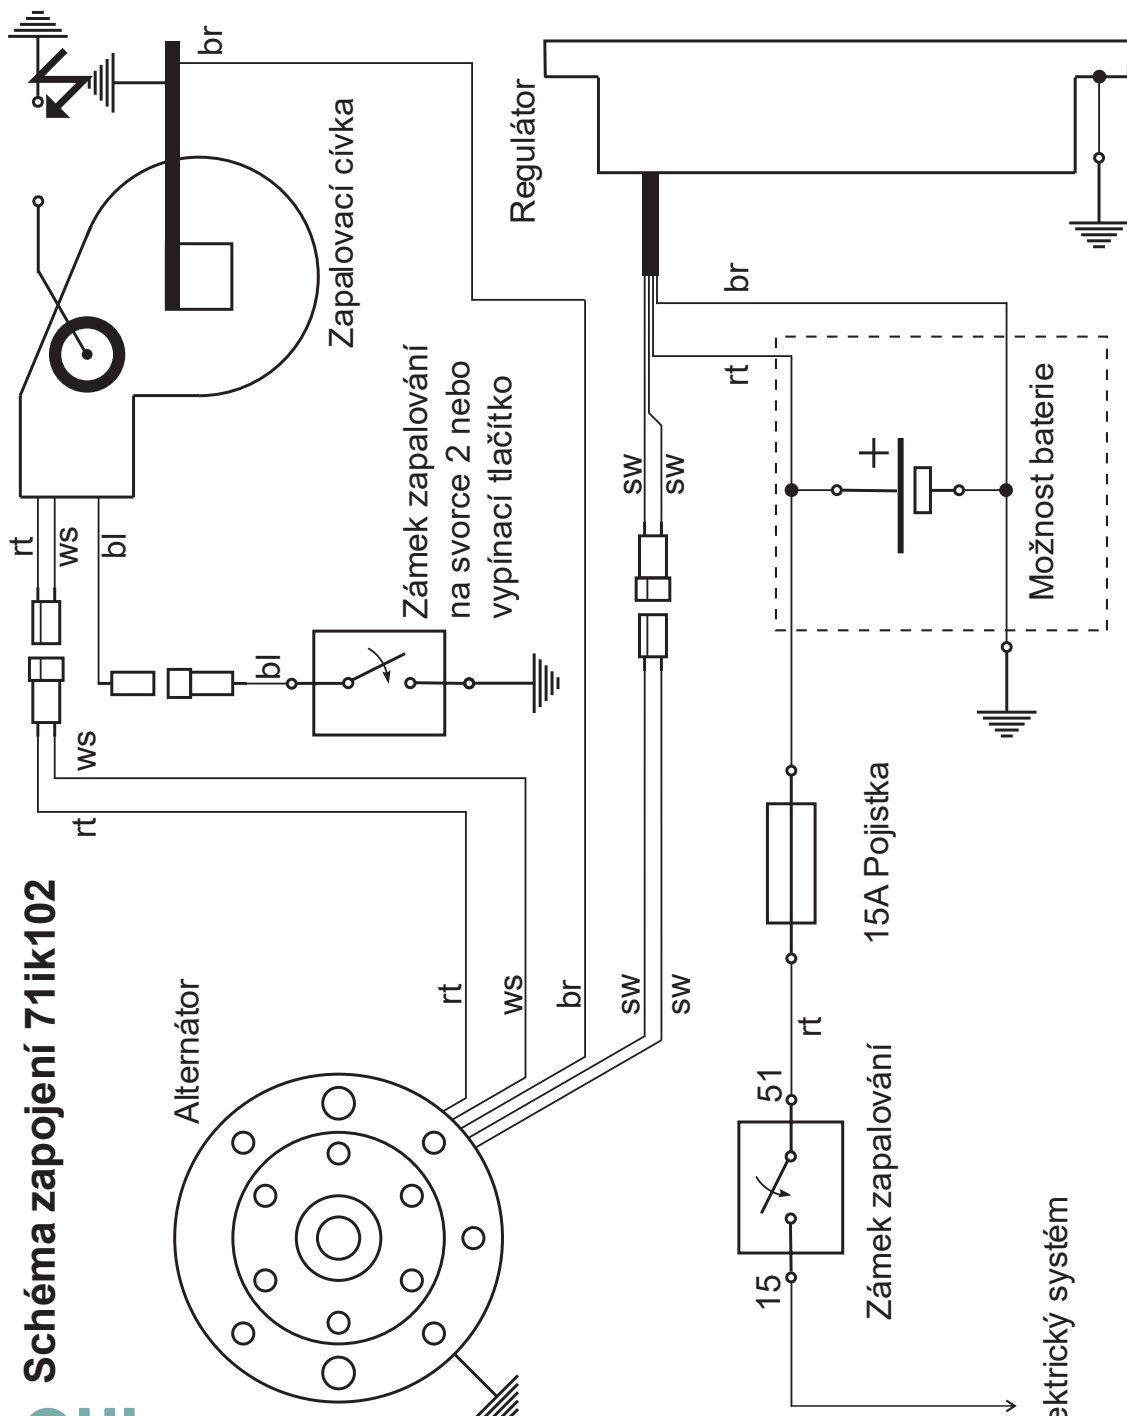 Schéma zapojení 71ik102
Alternátor
rt
ws
bl
rt
ws
bl
br
Zapalovací cívka
Zámek zapalování
na svorce 2 nebo
vypínací tlačítko
Regulátor
rt
ws
br
sw
sw
sw
sw
br
rt
+
Možnost baterie
15A Pojistka
rt
51
15
Zámek zapalování
ektrický systém